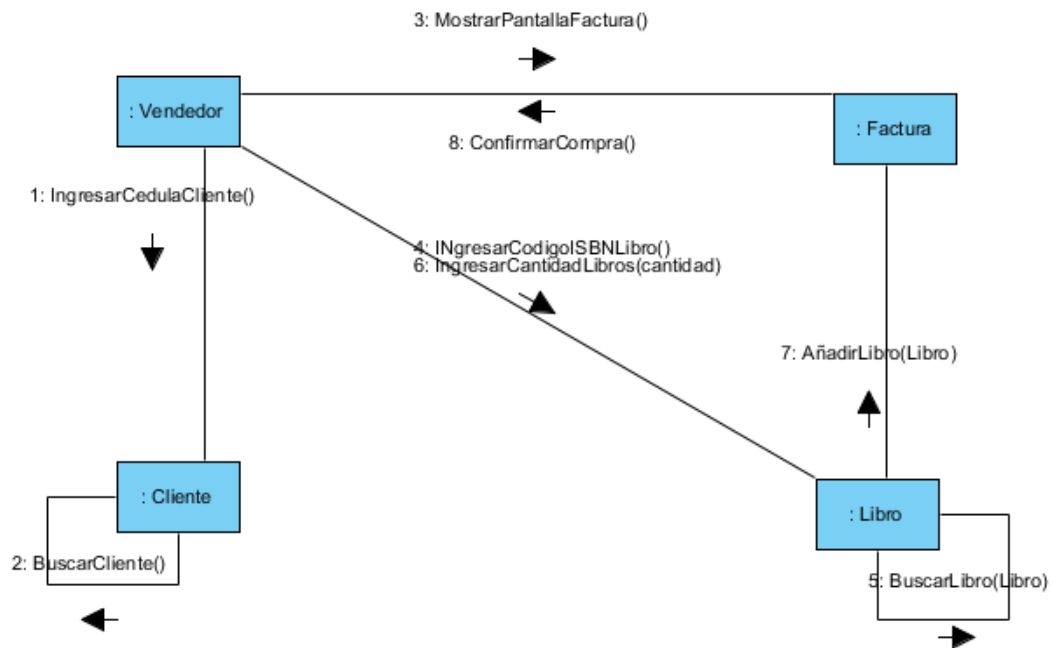 3: MostrarPantallaFactura()
: Vendedor
: Factura
8: ConfirmarCompra()
1: IngresarCedulaCliente()
4: INgresarCodigoISBNLibro()
6: IngresarCantidadLibros(cantidad)
7: AñadirLibro(Libro)
: Cliente
: Libro
2: BuscarCliente()
5: BuscarLibro(Libro)